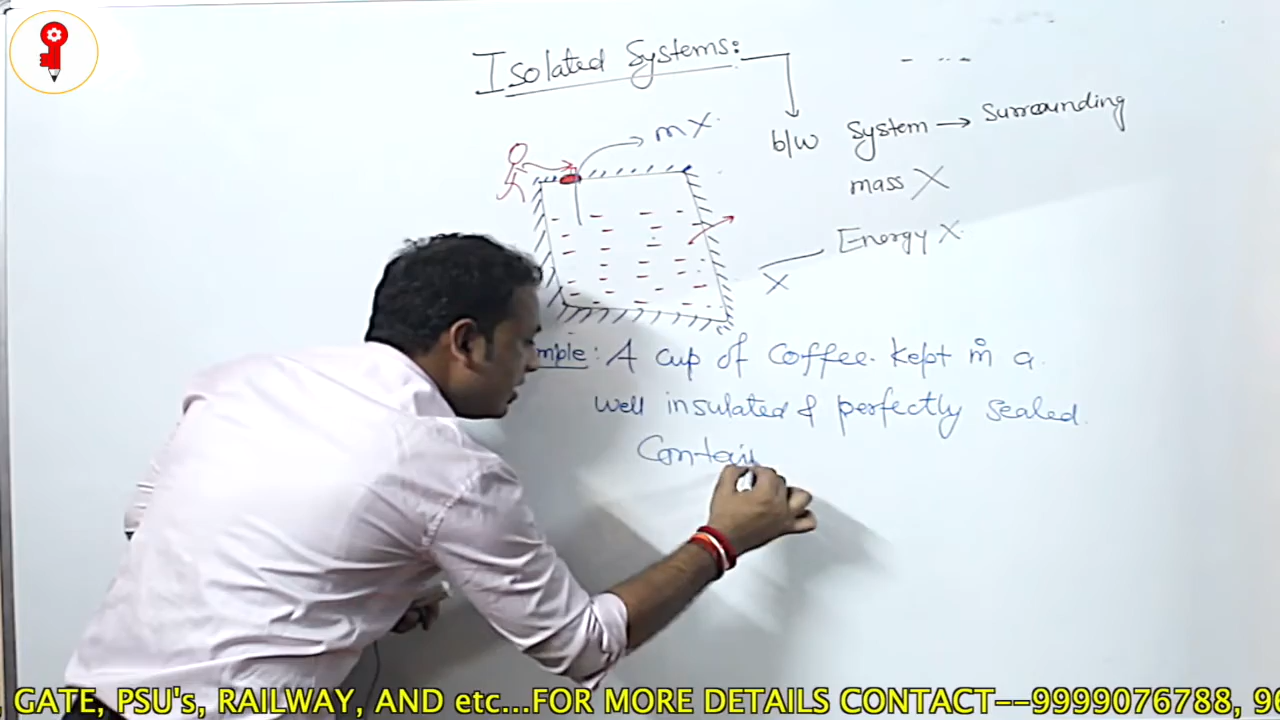 Isolated Systems:
b/w System → Surrounding
m X
mass X
Energy X
X
A cup of Coffee. Kept in a.
well insulated & perfectly sealed.
GATE, PSU's, RAILWAY, AND etc...FOR MORE DETAILS CONTACT--9999076788,